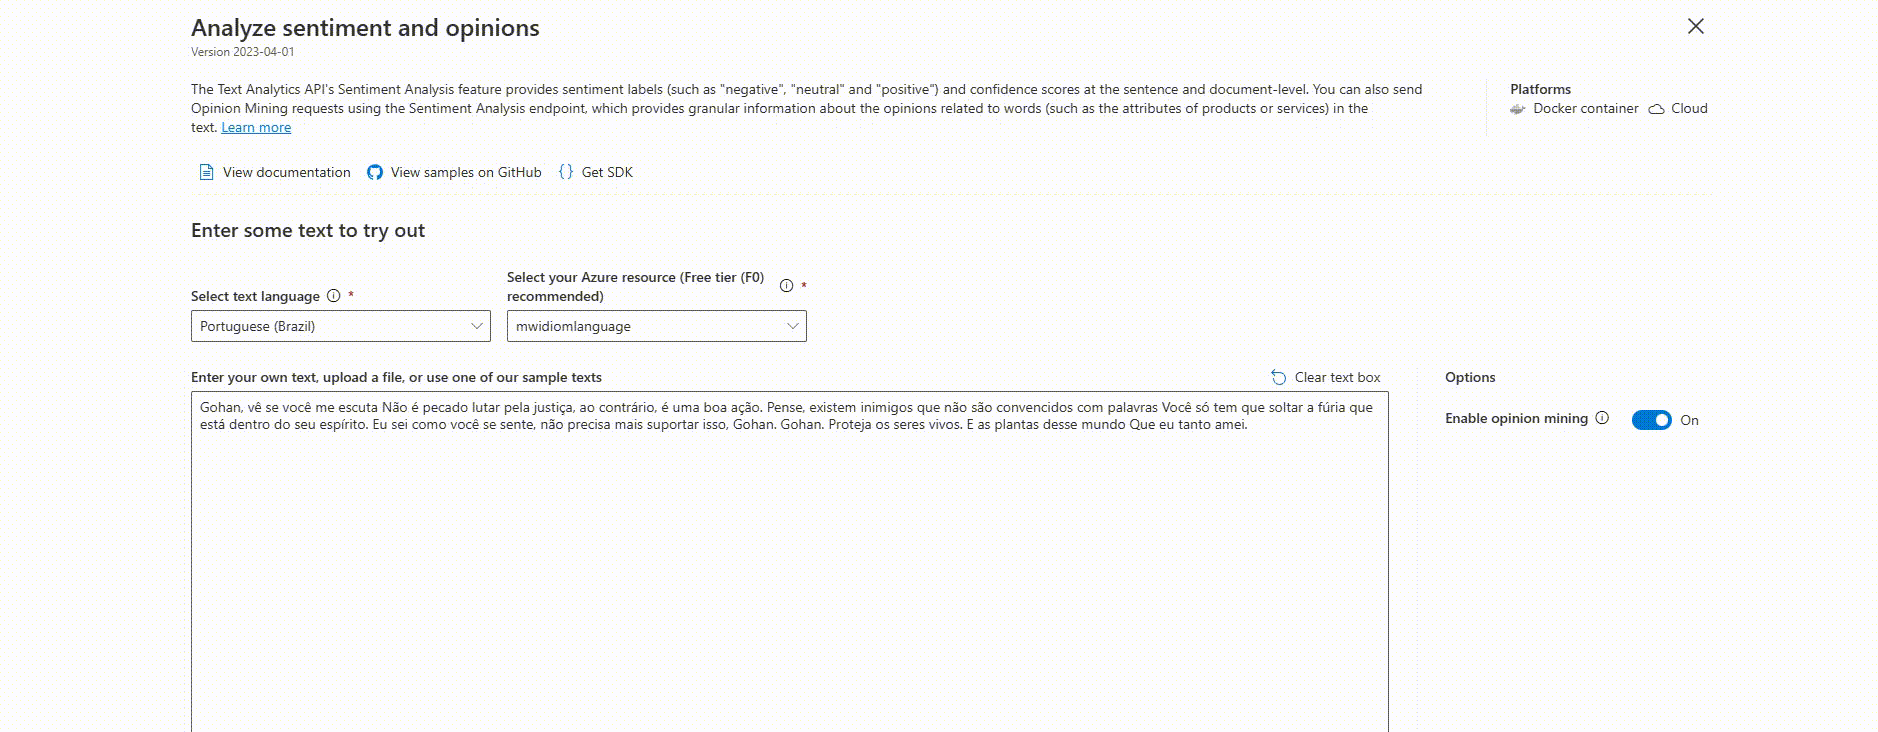 Analyze sentiment and opinions
Version 2023-04-01
The Text Analytics API's Sentiment Analysis feature provides sentiment labels (such as "negative", "neutral" and "positive") and confidence scores at the sentence and document-level. You can also send
Opinion Mining requests using the Sentiment Analysis endpoint, which provides granular information about the opinions related to words (such as the attributes of products or services) in the
text. Learn more
Platforms
Docker container Cloud
View documentation View samples on GitHub {} Get SDK
Enter some text to try out
Select text language *
Portuguese (Brazil)
Select your Azure resource (Free tier (F0)
recommended) *
mwidiomlanguage
Enter your own text, upload a file, or use one of our sample texts
Clear text box
Gohan, vê se você me escuta Não é pecado lutar pela justiça, ao contrário, é uma boa ação. Pense, existem inimigos que não são convencidos com palavras Você só tem que soltar a fúria que
está dentro do seu espírito. Eu sei como você se sente, não precisa mais suportar isso, Gohan. Gohan. Proteja os seres vivos. E as plantas desse mundo Que eu tanto amei.
Options
Enable opinion mining On